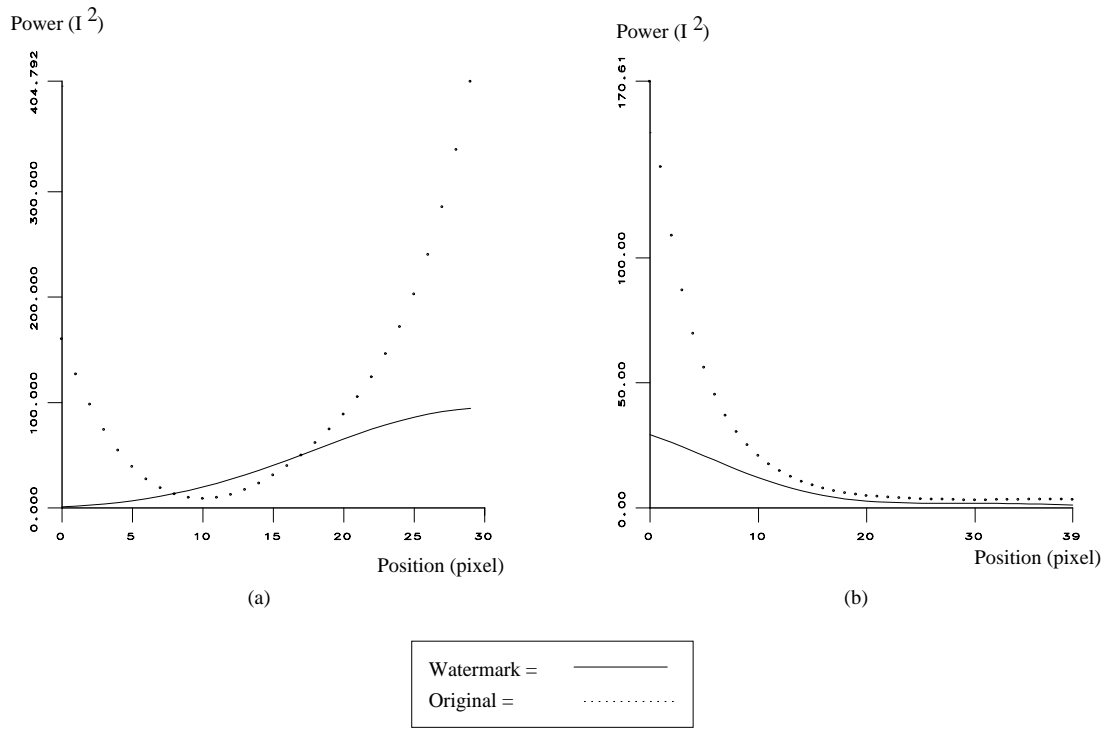 Power (I 2)
404.792
300.000
200.000
100.000
0.000
0 5 10 15 20 25 30
Position (pixel)
(a)
Power (I 2)
170.61
100.00
50.00
0.00
0 10 20 30 39
Position (pixel)
(b)
Watermark =
Original =